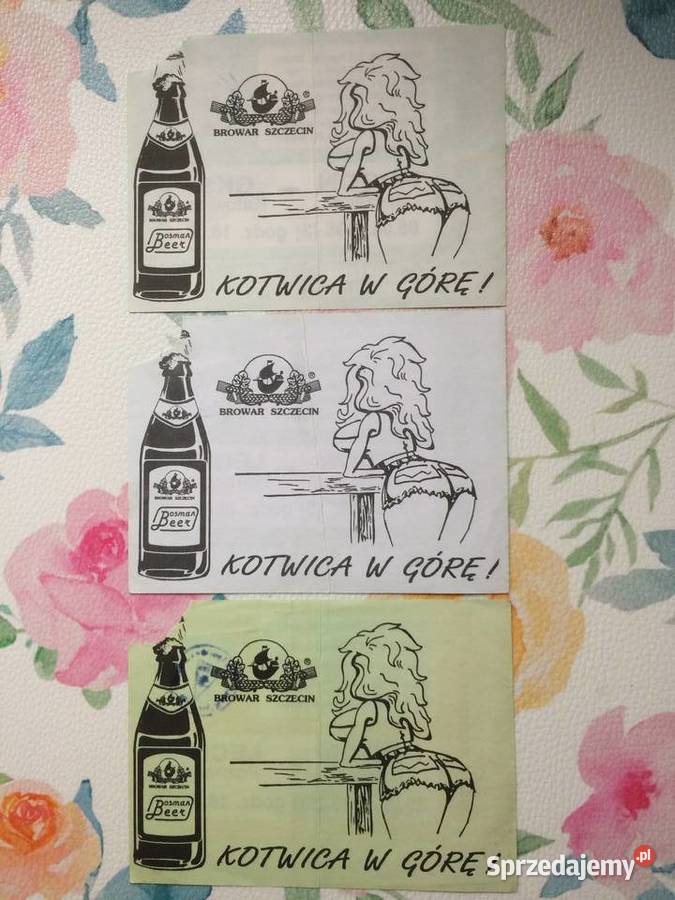 BROWAR SZCZECIN
BROWAR SZCZECIN
Bosman
Beer
KOTWICA W GÓRĘ!
BROWAR SZCZECIN
BROWAR SZCZECIN
Bosman
Beer
KOTWICA W GÓRĘ!
BROWAR SZCZECIN
BROWAR SZCZECIN
Bosman
Beer
KOTWICA W GÓRĘ!
Sprzedajemy.pl